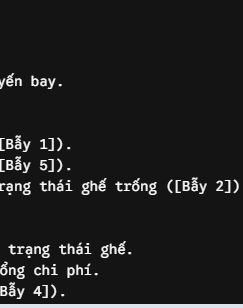 yến bay.
[Bẫy 1]).
[Bẫy 5]).
trạng thái ghế trống ([Bẫy 2])
trạng thái ghế.
tổng chi phí.
[Bẫy 4]).